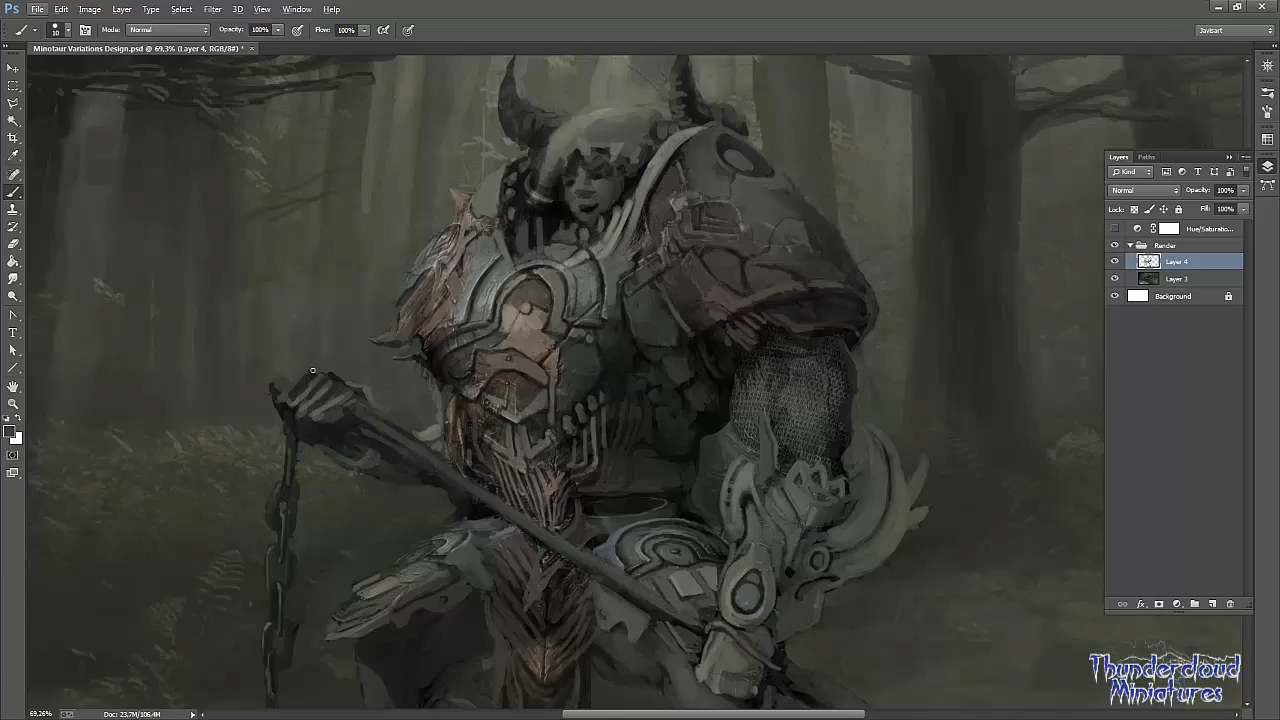 Ps File Edit Image Layer Type Select Filter 3D View Window Help
10 Mode: Normal Opacity: 100% Flow: 100% Javisart
Minotaur Variations Design.psd @ 69,3% (Layer 4, RGB/8#) *
Layers Paths
Kind
Normal Opacity: 100%
Lock: Fill: 100%
Hue/Saturatio...
Render
Layer 4
Layer 3
Background
Thundercloud
Miniatures
69,26% Doc: 23,7M/106,4M